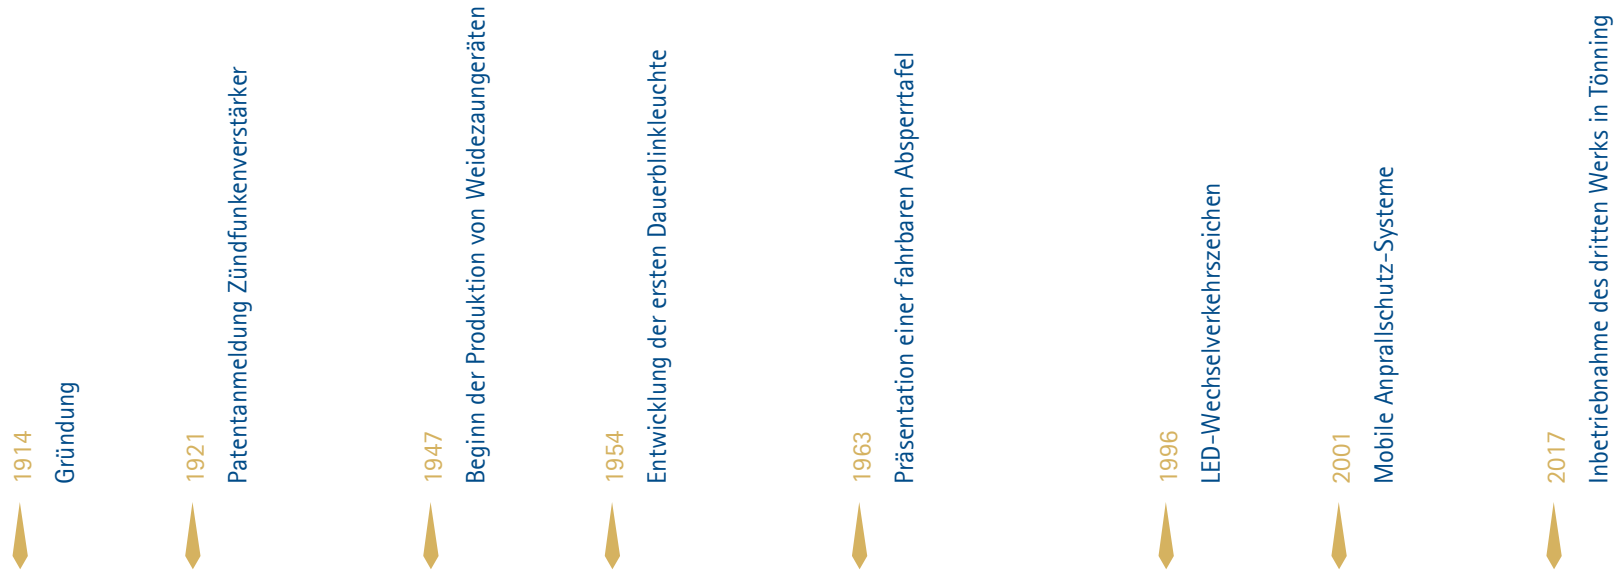 1914
Gründung
1921
Patentanmeldung Zündfunkenverstärker
1947
Beginn der Produktion von Weidezaungeräten
1954
Entwicklung der ersten Dauerblinkleuchte
1963
Präsentation einer fahrbaren Absperrtafel
1996
LED-Wechselverkehrszeichen
2001
Mobile Anprallschutz-Systeme
2017
Inbetriebnahme des dritten Werks in Tönning